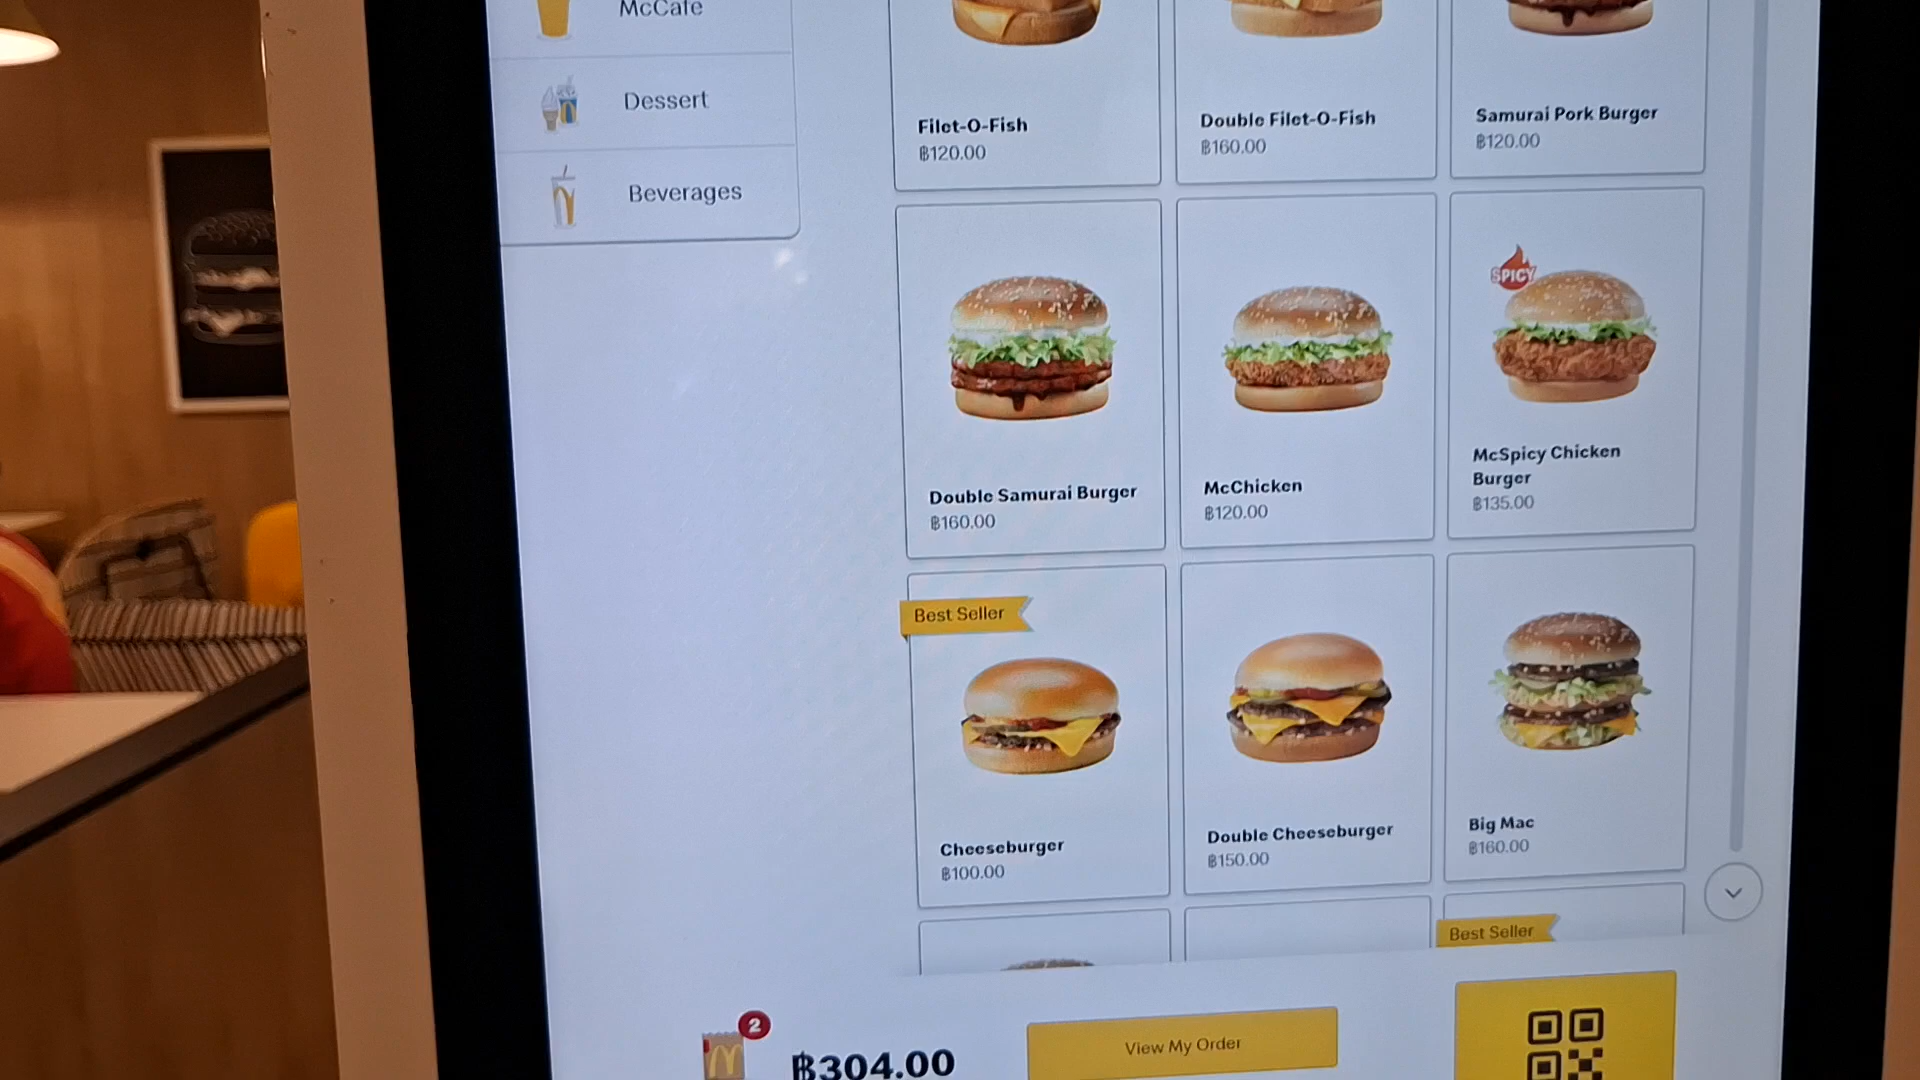 McCafe
Dessert
Beverages
Filet-O-Fish
฿120.00
Double Filet-O-Fish
฿160.00
Samurai Pork Burger
฿120.00
Double Samurai Burger
฿160.00
McChicken
฿120.00
SPICY
McSpicy Chicken
Burger
฿135.00
Best Seller
Cheeseburger
฿100.00
Double Cheeseburger
฿150.00
Big Mac
฿160.00
Best Seller
2
฿304.00
View My Order